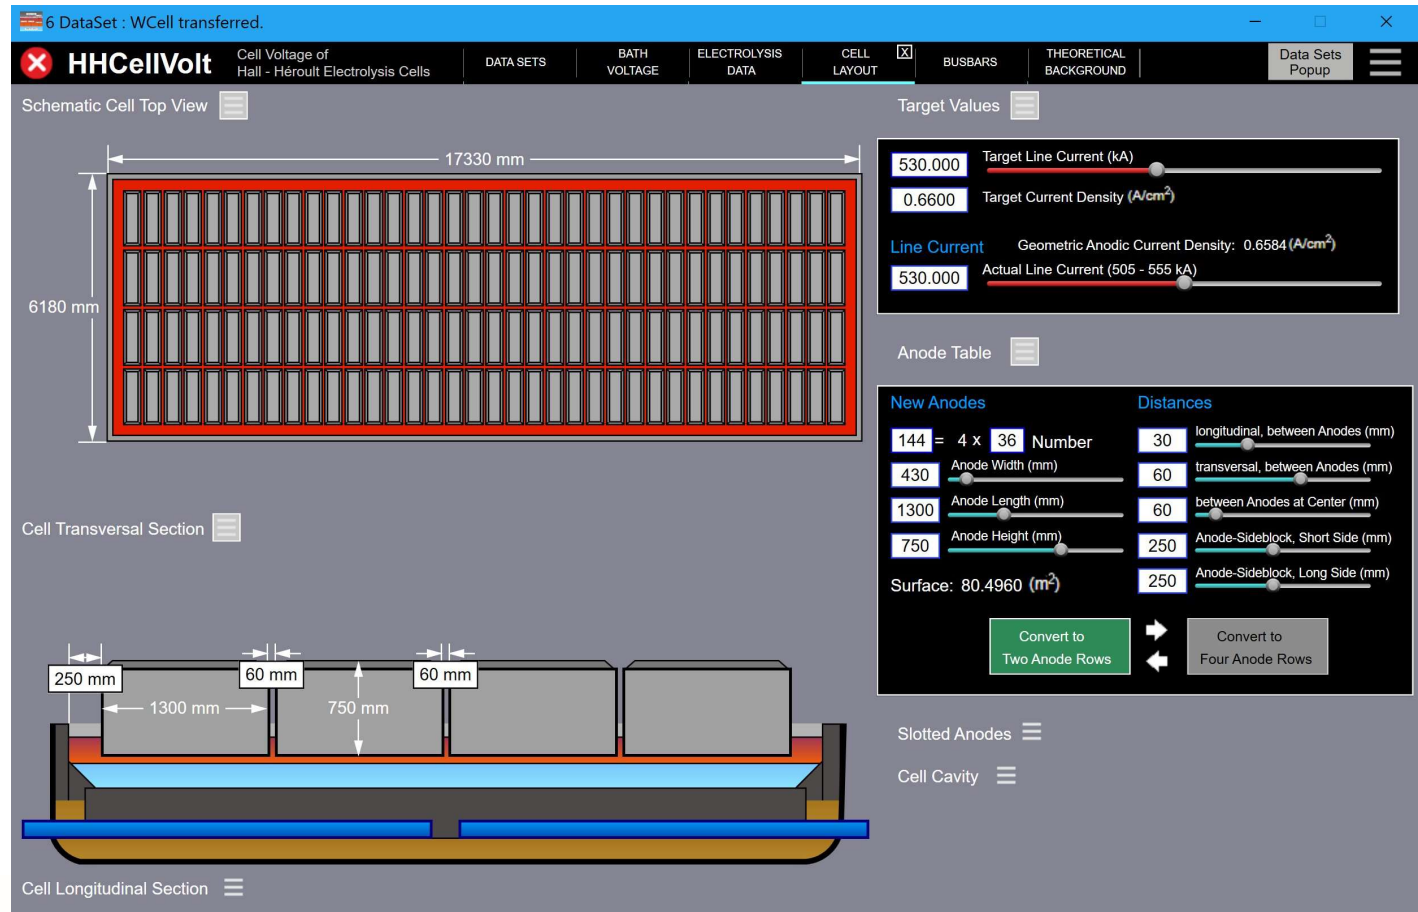 6 DataSet : WCell transferred.
HHCellVolt
Cell Voltage of
Hall - Héroult Electrolysis Cells
DATA SETS
BATH
VOLTAGE
ELECTROLYSIS
DATA
CELL
LAYOUT
X
BUSBARS
THEORETICAL
BACKGROUND
Data Sets
Popup
Schematic Cell Top View
17330 mm
6180 mm
Cell Transversal Section
250 mm
60 mm
60 mm
1300 mm
750 mm
Cell Longitudinal Section
Target Values
530.000 Target Line Current (kA)
0.6600 Target Current Density (A/cm²)
Line Current Geometric Anodic Current Density: 0.6584 (A/cm²)
530.000 Actual Line Current (505 - 555 kA)
Anode Table
New Anodes
144 = 4 x 36 Number
430 Anode Width (mm)
1300 Anode Length (mm)
750 Anode Height (mm)
Surface: 80.4960 (m²)
Distances
30 longitudinal, between Anodes (mm)
60 transversal, between Anodes (mm)
60 between Anodes at Center (mm)
250 Anode-Sideblock, Short Side (mm)
250 Anode-Sideblock, Long Side (mm)
Convert to
Two Anode Rows
Convert to
Four Anode Rows
Slotted Anodes
Cell Cavity